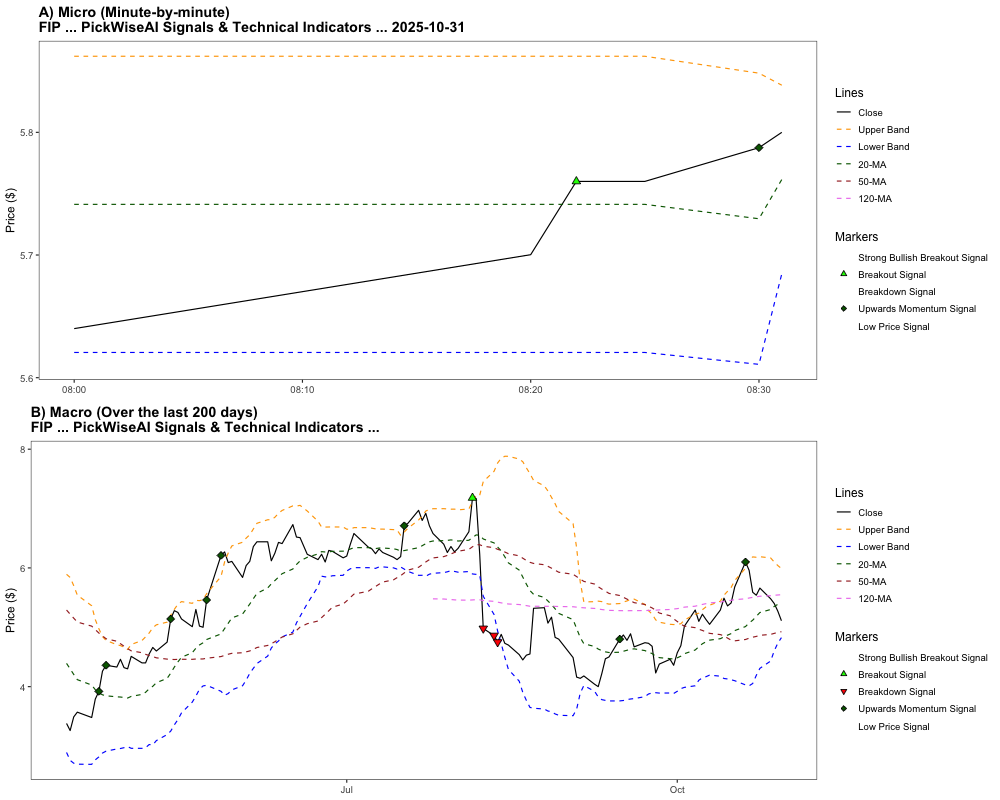 A) Micro (Minute-by-minute)
FIP ... PickWiseAI Signals & Technical Indicators ... 2025-10-31
Price ($)
5.8
5.7
5.6
08:00
08:10
08:20
08:30
Lines
Close
Upper Band
Lower Band
20-MA
50-MA
120-MA
Markers
Strong Bullish Breakout Signal
Breakout Signal
Breakdown Signal
Upwards Momentum Signal
Low Price Signal
B) Macro (Over the last 200 days)
FIP ... PickWiseAI Signals & Technical Indicators ...
Price ($)
8
6
4
Jul
Oct
Lines
Close
Upper Band
Lower Band
20-MA
50-MA
120-MA
Markers
Strong Bullish Breakout Signal
Breakout Signal
Breakdown Signal
Upwards Momentum Signal
Low Price Signal